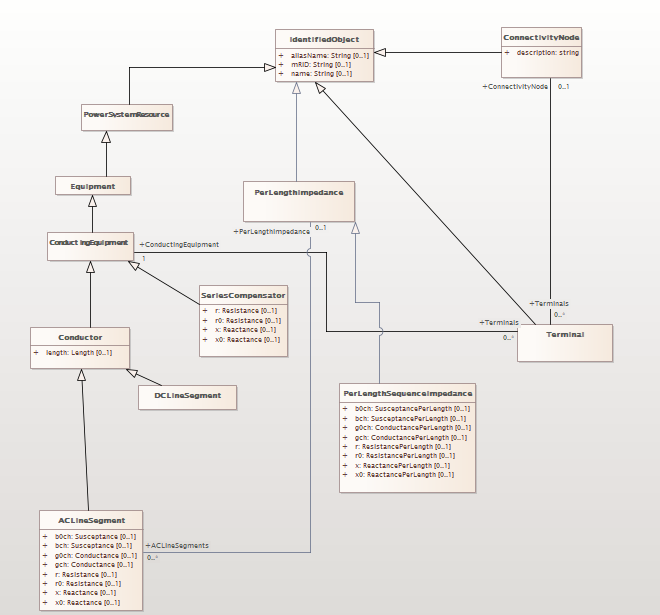 IdentifiedObject
+ aliasName: String [0..1]
+ mRID: String [0..1]
+ name: String [0..1]
ConnectivityNode
+ description: string
+ConnectivityNode 0..1
PowerSystemResource
Equipment
PerLengthImpedance
+PerLengthImpedance 0..1
ConductingEquipment
+ConductingEquipment
1
SeriesCompensator
+ r: Resistance [0..1]
+ r0: Resistance [0..1]
+ x: Reactance [0..1]
+ x0: Reactance [0..1]
+Terminals
0..*
+Terminals
0..*
Terminal
Conductor
+ length: Length [0..1]
DCLineSegment
PerLengthSequenceImpedance
+ b0ch: SusceptancePerLength [0..1]
+ bch: SusceptancePerLength [0..1]
+ g0ch: ConductancePerLength [0..1]
+ gch: ConductancePerLength [0..1]
+ r: ResistancePerLength [0..1]
+ r0: ResistancePerLength [0..1]
+ x: ReactancePerLength [0..1]
+ x0: ReactancePerLength [0..1]
ACLineSegment
+ b0ch: Susceptance [0..1]
+ bch: Susceptance [0..1]
+ g0ch: Conductance [0..1]
+ gch: Conductance [0..1]
+ r: Resistance [0..1]
+ r0: Resistance [0..1]
+ x: Reactance [0..1]
+ x0: Reactance [0..1]
+ACLineSegments
0..*